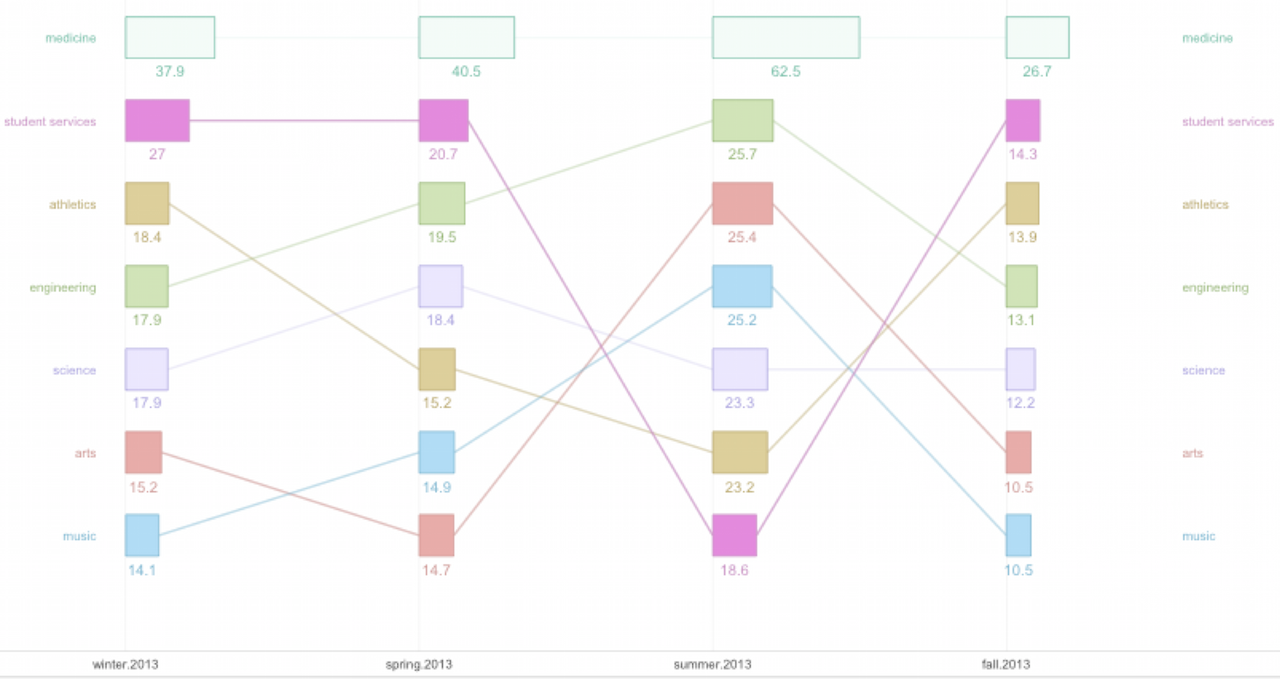 medicine medicine
37.9 40.5 62.5 26.7
student services student services
27 20.7 25.7 14.3
athletics athletics
18.4 19.5 25.4 13.9
engineering engineering
17.9 18.4 25.2 13.1
science science
17.9 15.2 23.3 12.2
arts arts
15.2 14.9 23.2 10.5
music music
14.1 14.7 18.6 10.5
winter.2013 spring.2013 summer.2013 fall.2013